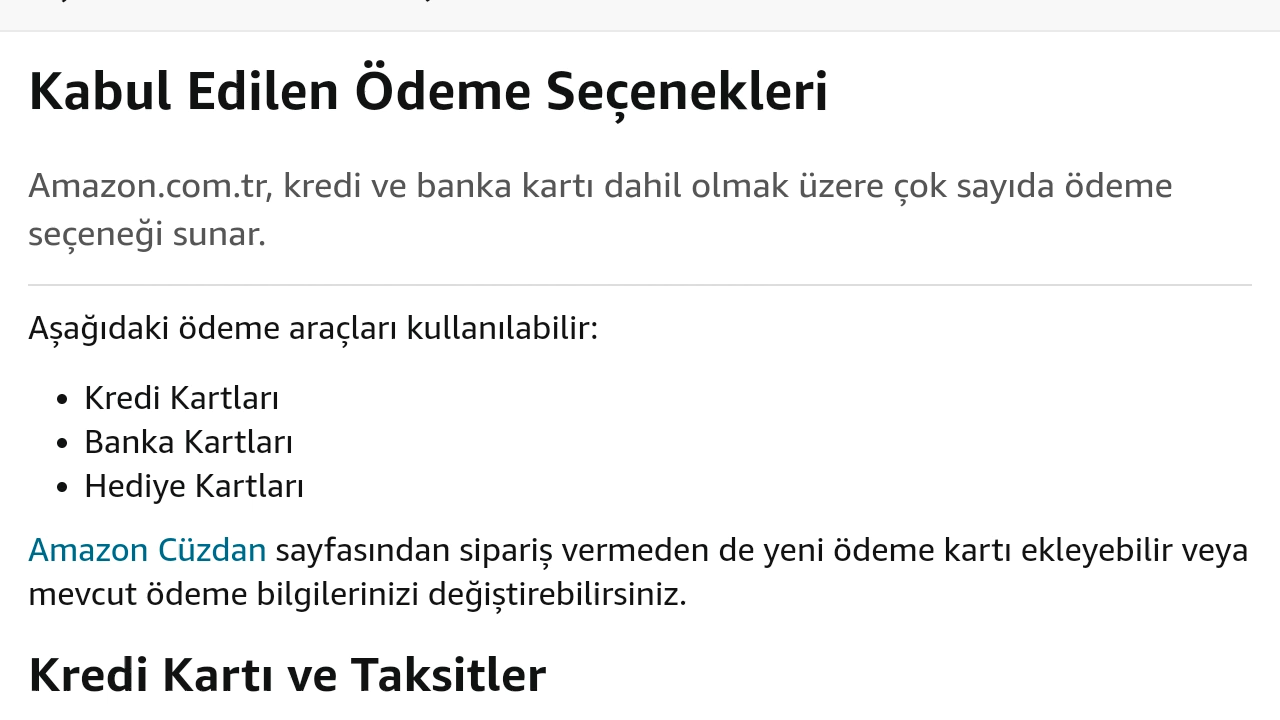 Kabul Edilen Ödeme Seçenekleri
Amazon.com.tr, kredi ve banka kartı dahil olmak üzere çok sayıda ödeme
seçeneği sunar.
Aşağıdaki ödeme araçları kullanılabilir:
• Kredi Kartları
• Banka Kartları
• Hediye Kartları
Amazon Cüzdan sayfasından sipariş vermeden de yeni ödeme kartı ekleyebilir veya
mevcut ödeme bilgilerinizi değiştirebilirsiniz.
Kredi Kartı ve Taksitler